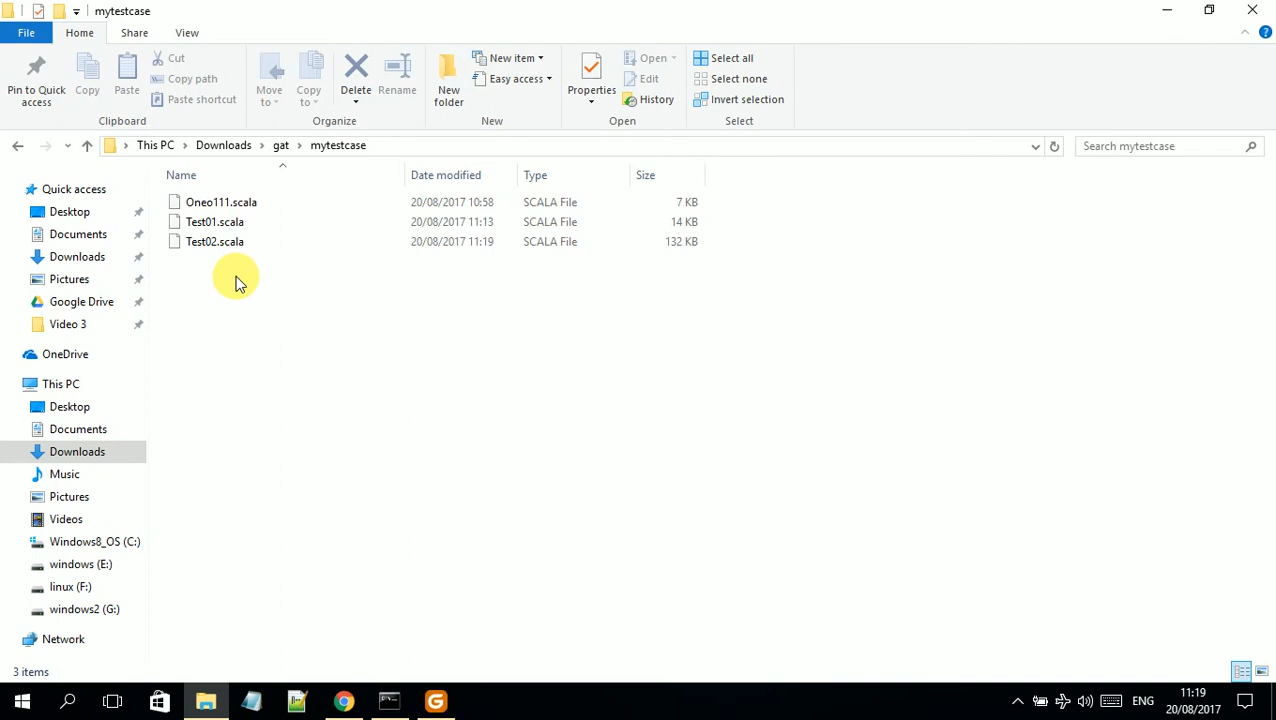 mytestcase
File Home Share View
Pin to Quick access
Copy
Paste
Cut
Copy path
Paste shortcut
Clipboard
Move to
Copy to
Delete
Rename
Organize
New folder
New item
Easy access
New
Properties
Open
Edit
History
Open
Select all
Select none
Invert selection
Select
This PC > Downloads > gat > mytestcase
Search mytestcase
Name Date modified Type Size
Oneo111.scala 20/08/2017 10:58 SCALA File 7 KB
Test01.scala 20/08/2017 11:13 SCALA File 14 KB
Test02.scala 20/08/2017 11:19 SCALA File 132 KB
Quick access
Desktop
Documents
Downloads
Pictures
Google Drive
Video 3
OneDrive
This PC
Desktop
Documents
Downloads
Music
Pictures
Videos
Windows8_OS (C:)
windows (E:)
linux (F:)
windows2 (G:)
Network
3 items
ENG
11:19
20/08/2017